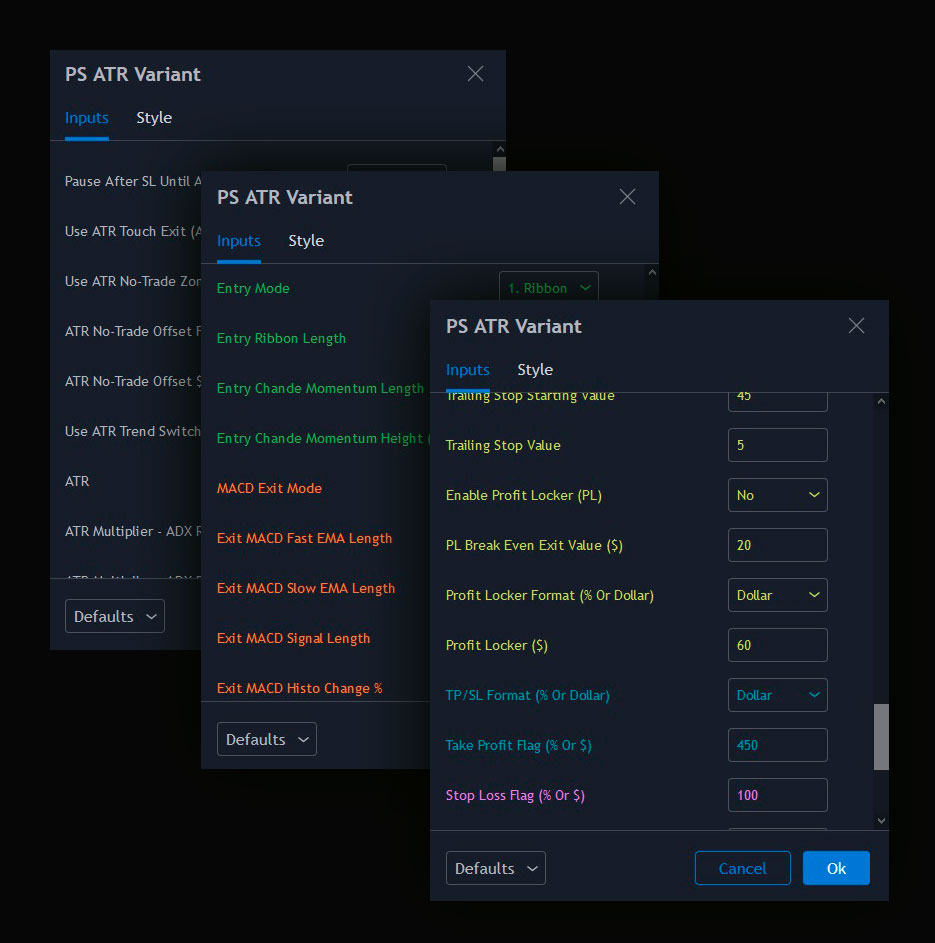 PS ATR Variant
Inputs Style
Pause After SL Until
Use ATR Touch Exit
Use ATR No-Trade
ATR No-Trade Offset
ATR No-Trade Offset $
Use ATR Trend Switch
ATR
ATR Multiplier - ADX
Defaults
PS ATR Variant
Inputs Style
Entry Mode 1. Ribbon
Entry Ribbon Length
Entry Chande Momentum Length
Entry Chande Momentum Height (
MACD Exit Mode
Exit MACD Fast EMA Length
Exit MACD Slow EMA Length
Exit MACD Signal Length
Exit MACD Histo Change %
Defaults
PS ATR Variant
Inputs Style
Trailing Stop Starting Value 45
Trailing Stop Value 5
Enable Profit Locker (PL) No
PL Break Even Exit Value ($) 20
Profit Locker Format (% Or Dollar) Dollar
Profit Locker ($) 60
TP/SL Format (% Or Dollar) Dollar
Take Profit Flag (% Or $) 450
Stop Loss Flag (% Or $) 100
Defaults Cancel Ok